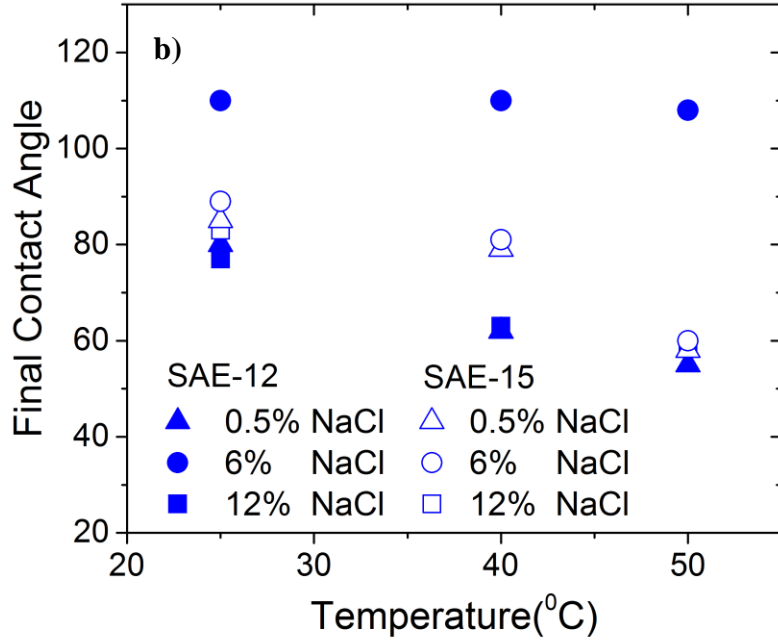 b)
120
100
80
60
40
20
Final Contact Angle
SAE-12 SAE-15
0.5% NaCl 0.5% NaCl
6% NaCl 6% NaCl
12% NaCl 12% NaCl
20 30 40 50
Temperature(⁰C)